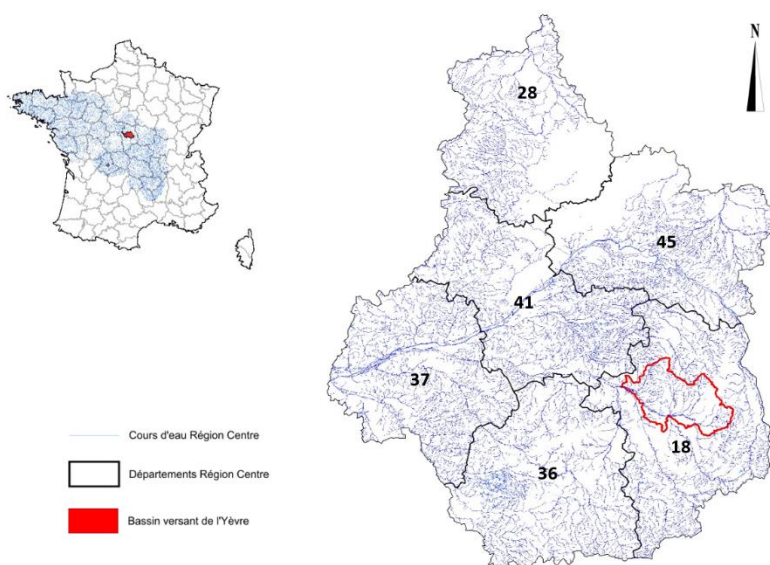 N
28
45
41
37
18
36
Cours d'eau Région Centre
Départements Région Centre
Bassin versant de l'Yèvre